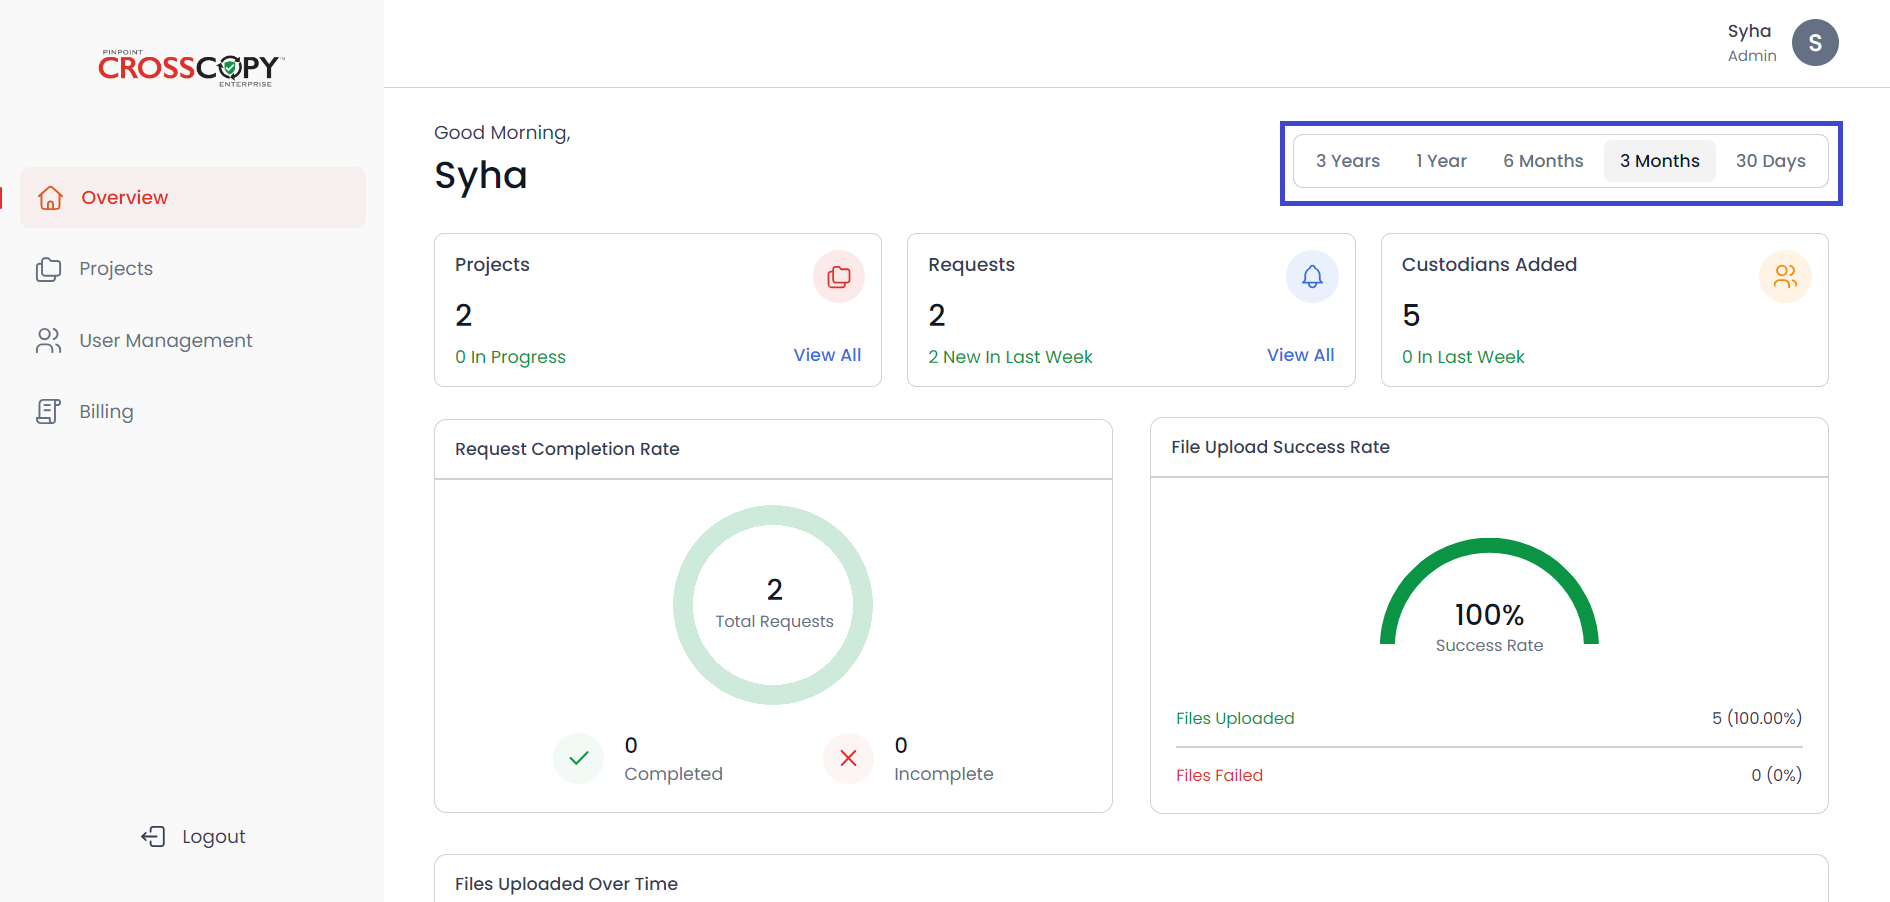 PINPOINT
CROSSCOPY™
ENTERPRISE
Overview
Projects
User Management
Billing
Logout
Syha
Admin
S
Good Morning,
Syha
3 Years 1 Year 6 Months 3 Months 30 Days
Projects
2
0 In Progress View All
Requests
2
2 New In Last Week View All
Custodians Added
5
0 In Last Week
Request Completion Rate
2
Total Requests
0
Completed
0
Incomplete
File Upload Success Rate
100%
Success Rate
Files Uploaded 5 (100.00%)
Files Failed 0 (0%)
Files Uploaded Over Time